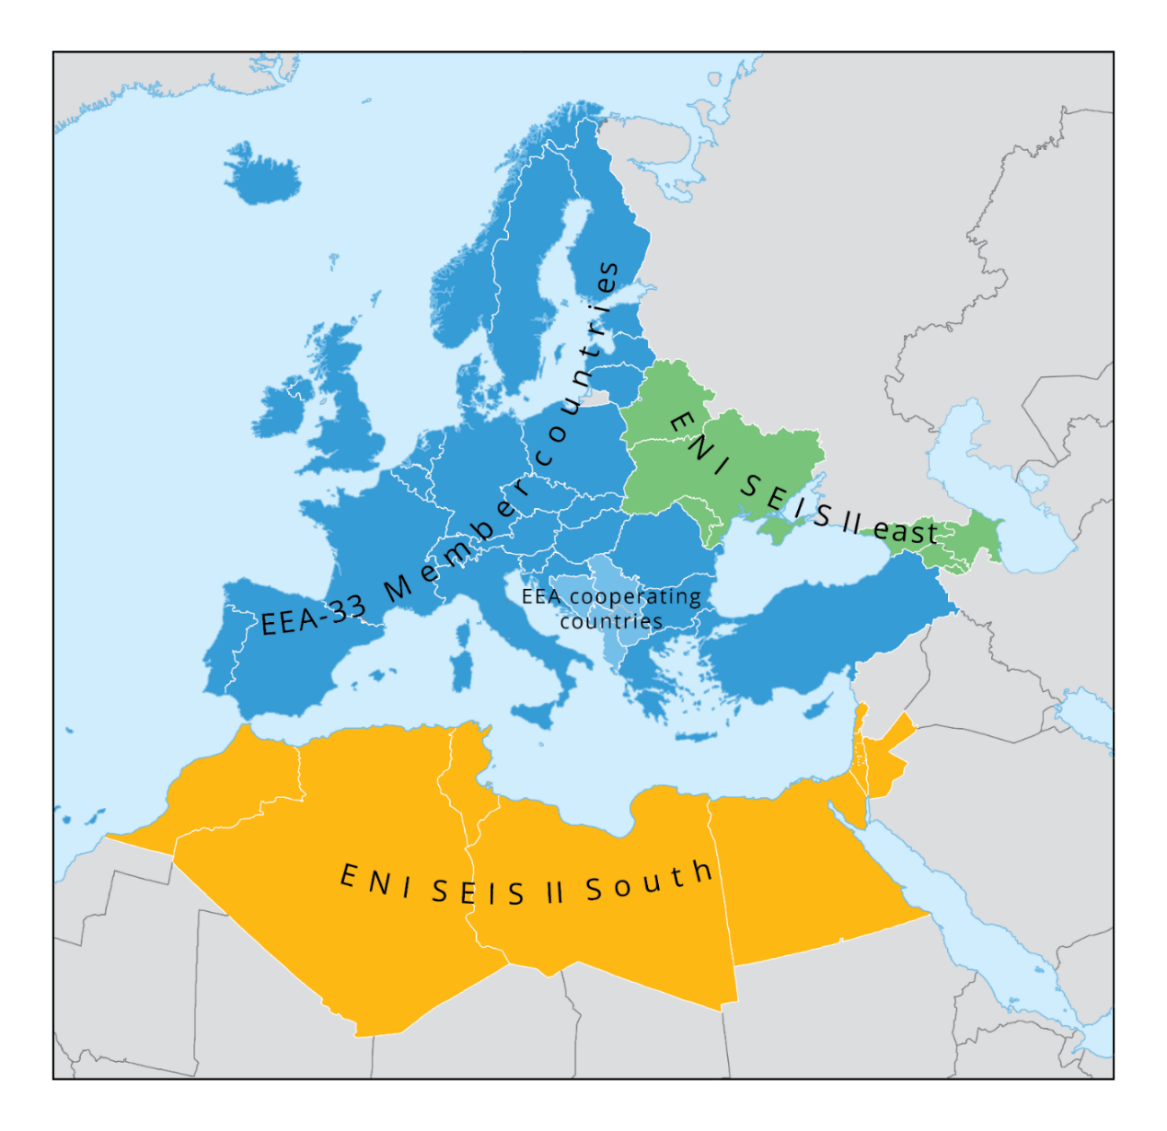 EEA-33 Member countries
ENI SEIS II east
EEA cooperating
countries
ENI SEIS II South